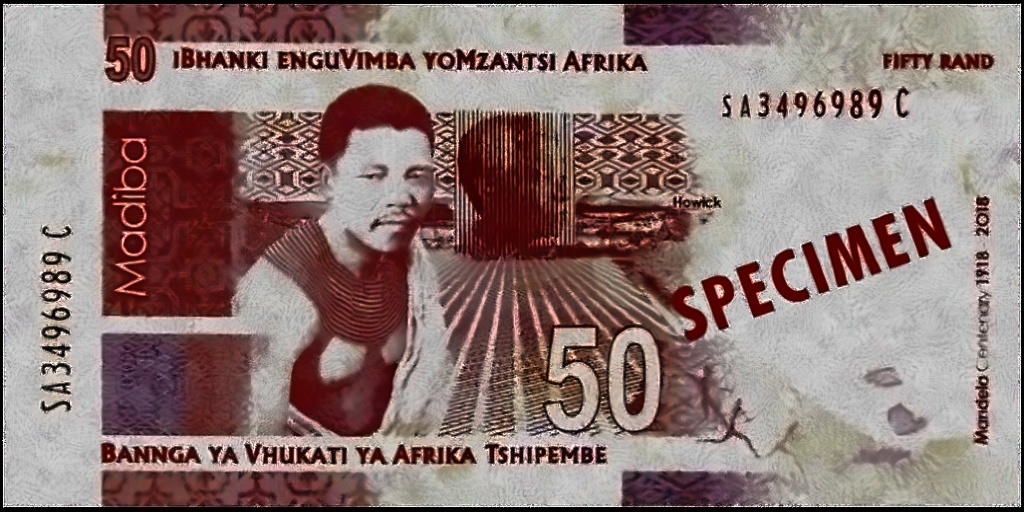 50 IBHANKI ENGUVIMBA YOMZANTSI AFRIKA
FIFTY RAND
SA3496989 C
Madiba
Howick
SPECIMEN
SA3496989 C
Mandela Centenary 1918 - 2018
50
BANNGA YA VHUKATI YA AFRIKA TSHIPEMBE